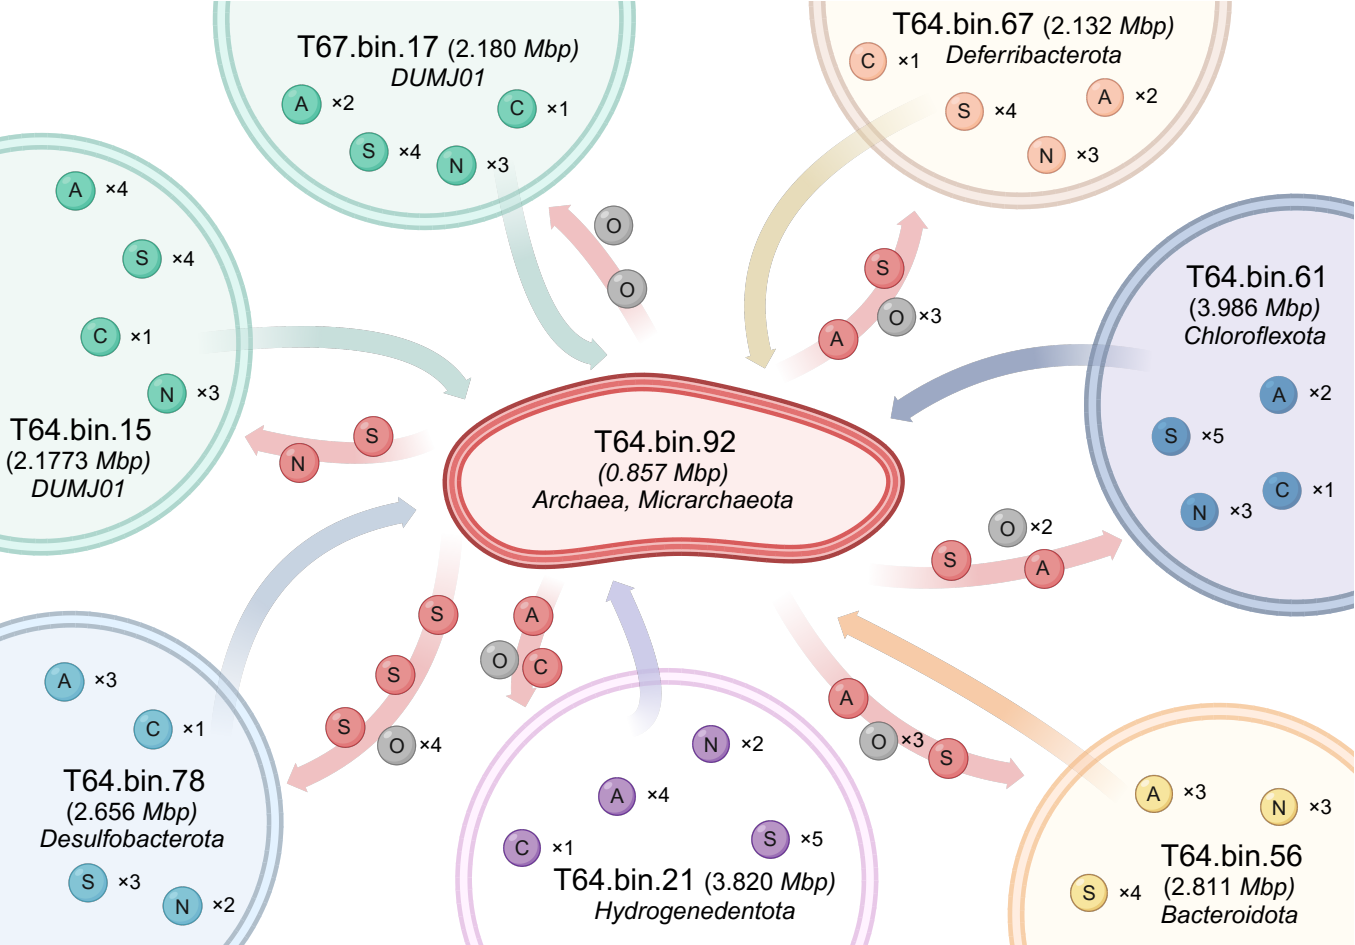 T67.bin.17 (2.180 Mbp)
DUMJ01
A ×2
C ×1
S ×4
N ×3
T64.bin.67 (2.132 Mbp)
Deferribacterota
C ×1
S ×4
A ×2
N ×3
A ×4
S ×4
C ×1
N ×3
T64.bin.15
(2.1773 Mbp)
DUMJ01
O
O
S
O ×3
A
T64.bin.61
(3.986 Mbp)
Chloroflexota
A ×2
S ×5
C ×1
N ×3
S
N
T64.bin.92
(0.857 Mbp)
Archaea, Micrarchaeota
O ×2
S
A
S
S
S
O ×4
A
O
C
A
O ×3
S
A ×3
C ×1
T64.bin.78
(2.656 Mbp)
Desulfobacterota
S ×3
N ×2
N ×2
A ×4
S ×5
C ×1
T64.bin.21 (3.820 Mbp)
Hydrogenedentota
A ×3
N ×3
T64.bin.56
(2.811 Mbp)
S ×4
Bacteroidota